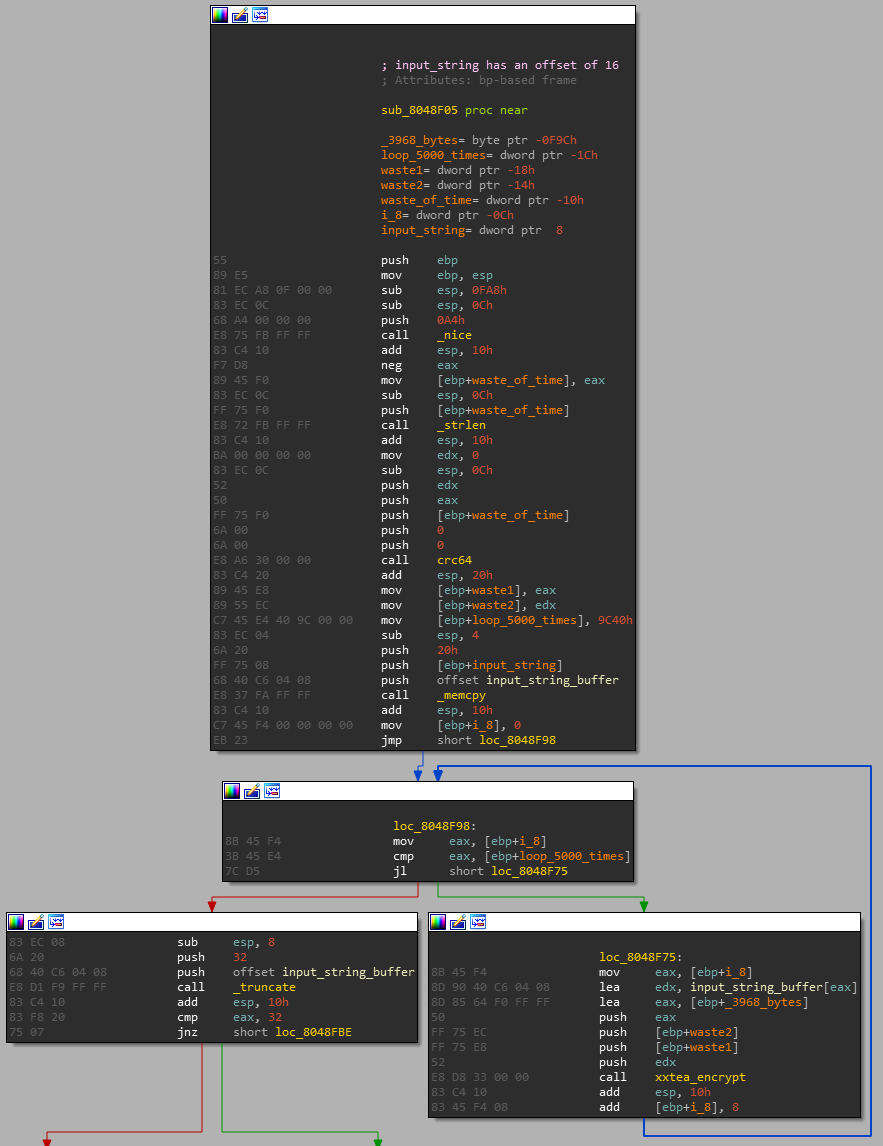 ; input_string has an offset of 16
; Attributes: bp-based frame
sub_8048F05 proc near
_3968_bytes= byte ptr -0F9Ch
loop_5000_times= dword ptr -1Ch
waste1= dword ptr -18h
waste2= dword ptr -14h
waste_of_time= dword ptr -10h
i_8= dword ptr -0Ch
input_string= dword ptr  8
55 push ebp
89 E5 mov ebp, esp
81 EC A8 0F 00 00 sub esp, 0FA8h
83 EC 0C sub esp, 0Ch
68 A4 00 00 00 push 0A4h
E8 75 FB FF FF call _nice
83 C4 10 add esp, 10h
F7 D8 neg eax
89 45 F0 mov [ebp+waste_of_time], eax
83 EC 0C sub esp, 0Ch
FF 75 F0 push [ebp+waste_of_time]
E8 72 FB FF FF call _strlen
83 C4 10 add esp, 10h
BA 00 00 00 00 mov edx, 0
83 EC 0C sub esp, 0Ch
52 push edx
50 push eax
FF 75 F0 push [ebp+waste_of_time]
6A 00 push 0
6A 00 push 0
E8 A6 30 00 00 call crc64
83 C4 20 add esp, 20h
89 45 E8 mov [ebp+waste1], eax
89 55 EC mov [ebp+waste2], edx
C7 45 E4 40 9C 00 00 mov [ebp+loop_5000_times], 9C40h
83 EC 04 sub esp, 4
6A 20 push 20h
FF 75 08 push [ebp+input_string]
68 40 C6 04 08 push offset input_string_buffer
E8 37 FA FF FF call _memcpy
83 C4 10 add esp, 10h
C7 45 F4 00 00 00 00 mov [ebp+i_8], 0
EB 23 jmp short loc_8048F98
loc_8048F98:
8B 45 F4 mov eax, [ebp+i_8]
3B 45 E4 cmp eax, [ebp+loop_5000_times]
7C D5 jl short loc_8048F75
83 EC 08 sub esp, 8
6A 20 push 32
68 40 C6 04 08 push offset input_string_buffer
E8 D1 F9 FF FF call _truncate
83 C4 10 add esp, 10h
83 F8 20 cmp eax, 32
75 07 jnz short loc_8048FBE
loc_8048F75:
8B 45 F4 mov eax, [ebp+i_8]
8D 90 40 C6 04 08 lea edx, input_string_buffer[eax]
8D 85 64 F0 FF FF lea eax, [ebp+_3968_bytes]
50 push eax
FF 75 EC push [ebp+waste2]
FF 75 E8 push [ebp+waste1]
52 push edx
E8 D8 33 00 00 call xxtea_encrypt
83 C4 10 add esp, 10h
83 45 F4 08 add [ebp+i_8], 8